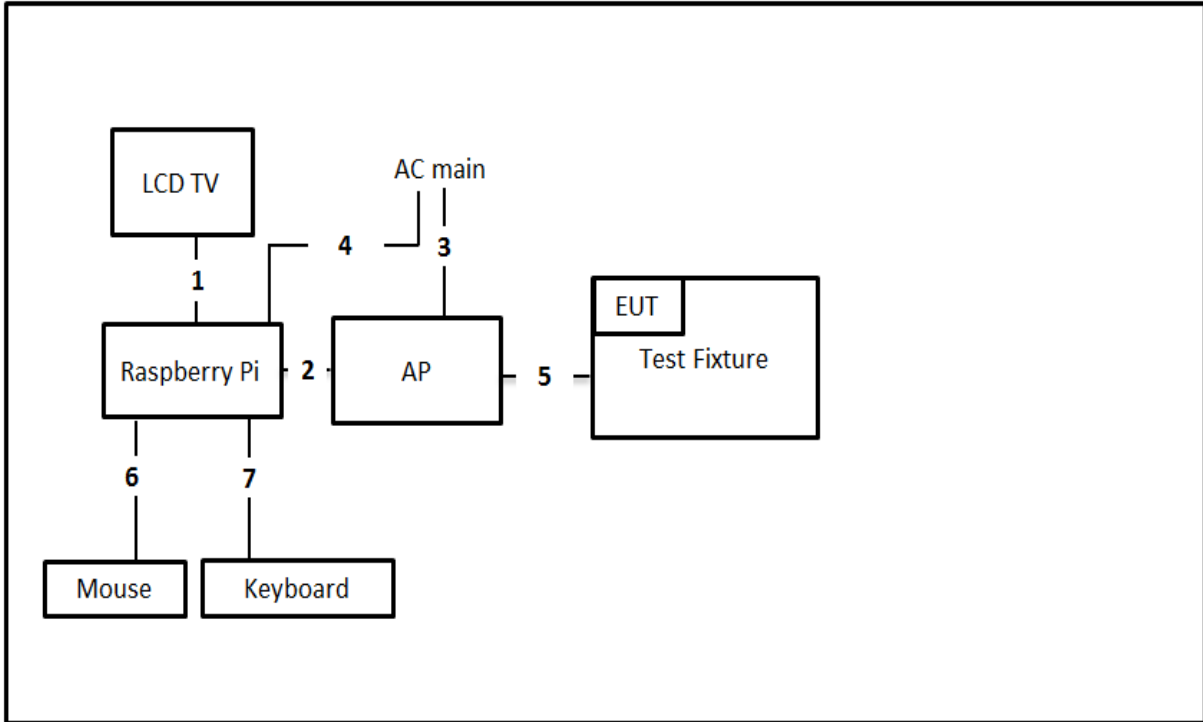 LCD TV
AC main
4
3
1
EUT
Test Fixture
Raspberry Pi
2
AP
5
6
7
Mouse
Keyboard